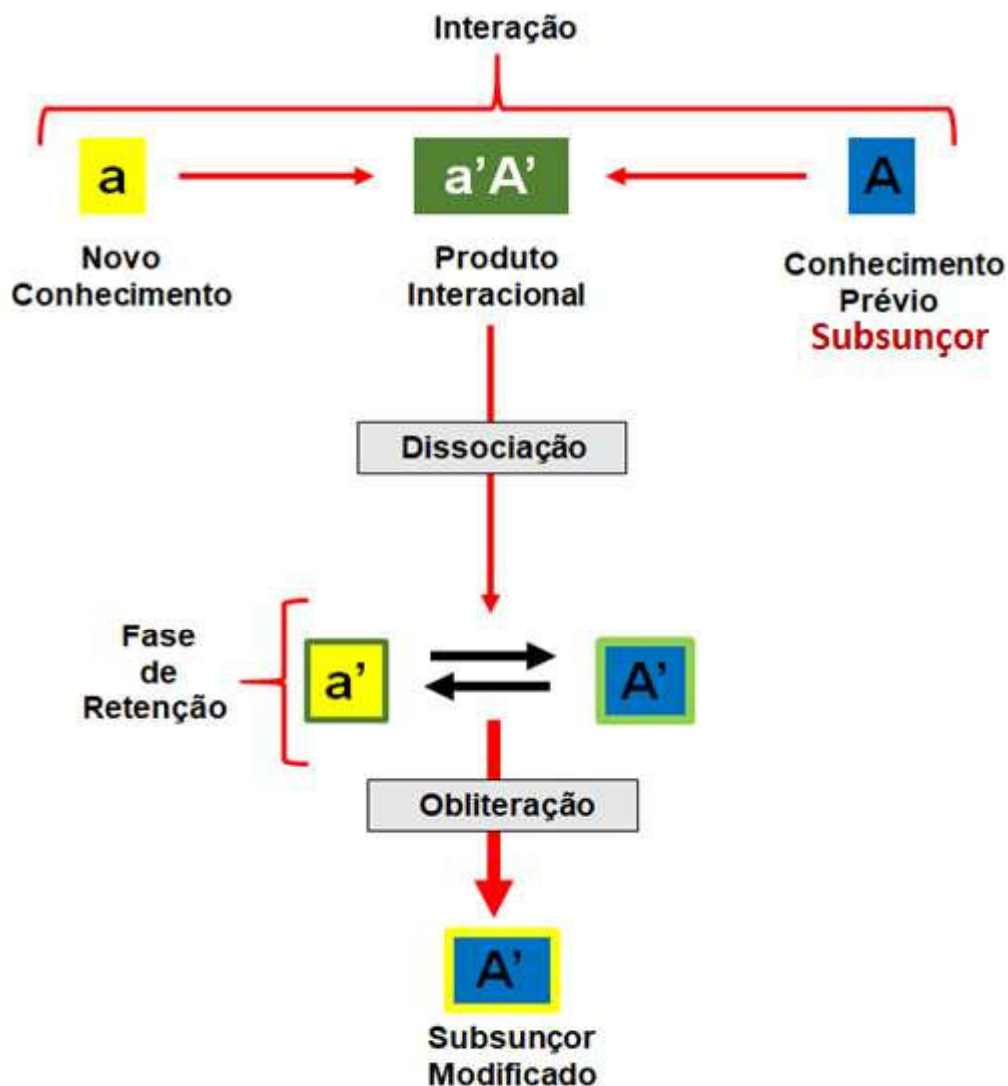 Interação
a
a’A’
A
Novo
Conhecimento
Produto
Interacional
Conhecimento
Prévio
Subsunçor
Dissociação
Fase
de
Retenção
a’
A’
Obliteração
A’
Subsunçor
Modificado